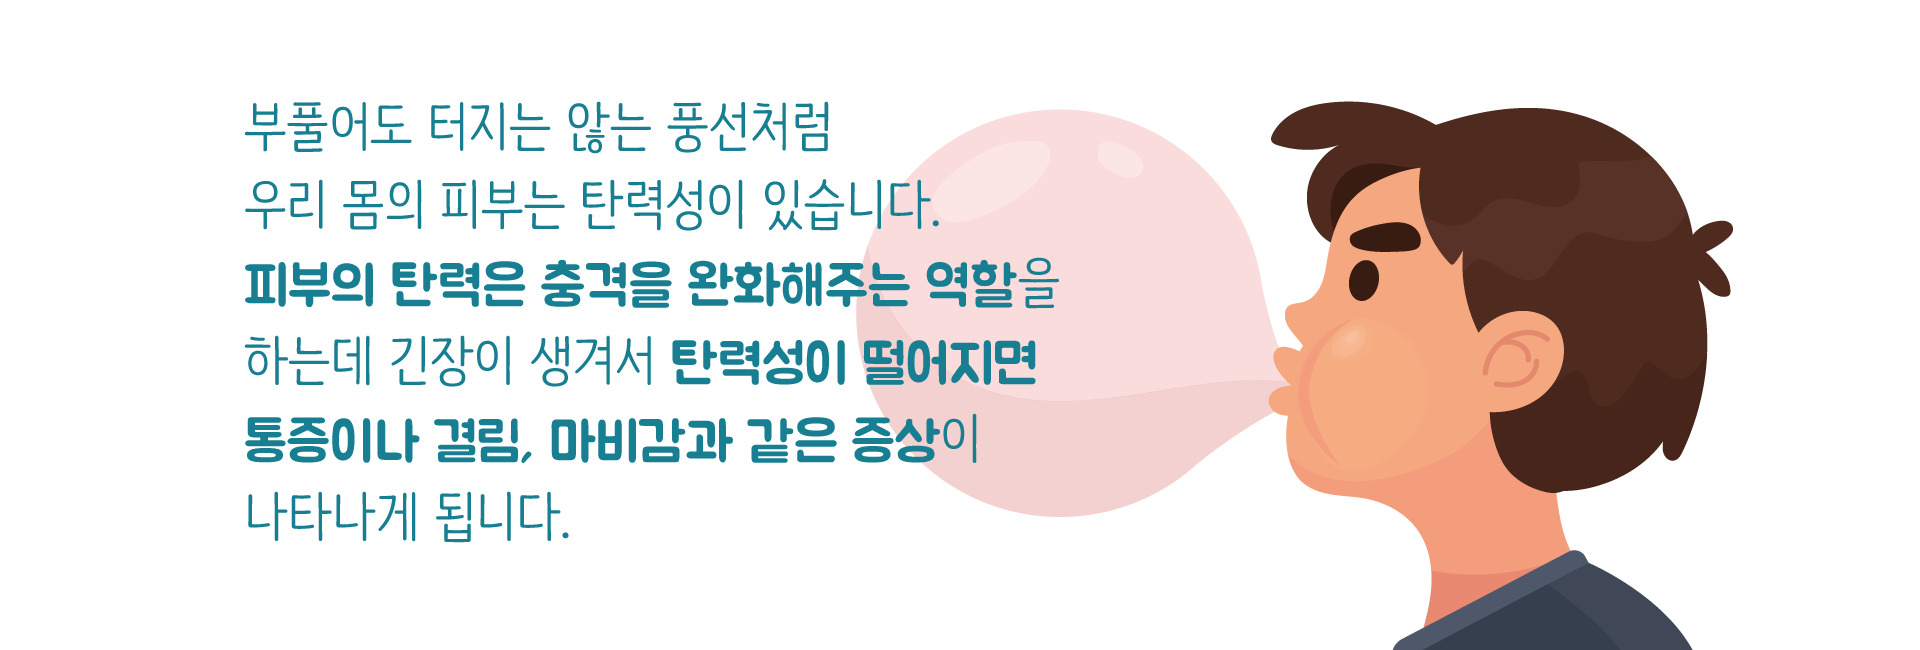 부풀어도 터지는 않는 풍선처럼
우리 몸의 피부는 탄력성이 있습니다.
피부의 탄력은 충격을 완화해주는 역할을
하는데 긴장이 생겨서 탄력성이 떨어지면
통증이나 결림, 마비감과 같은 증상이
나타나게 됩니다.